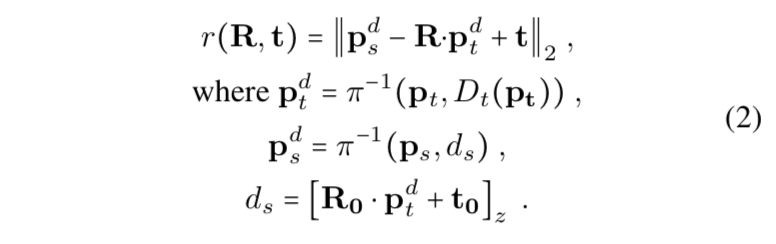 r(R, t) = ‖p_s^d − R·p_t^d + t‖_2 ,
where p_t^d = π^{-1}(p_t, D_t(p_t)) ,
p_s^d = π^{-1}(p_s, d_s) ,
d_s = [R_0 · p_t^d + t_0]_z .
(2)